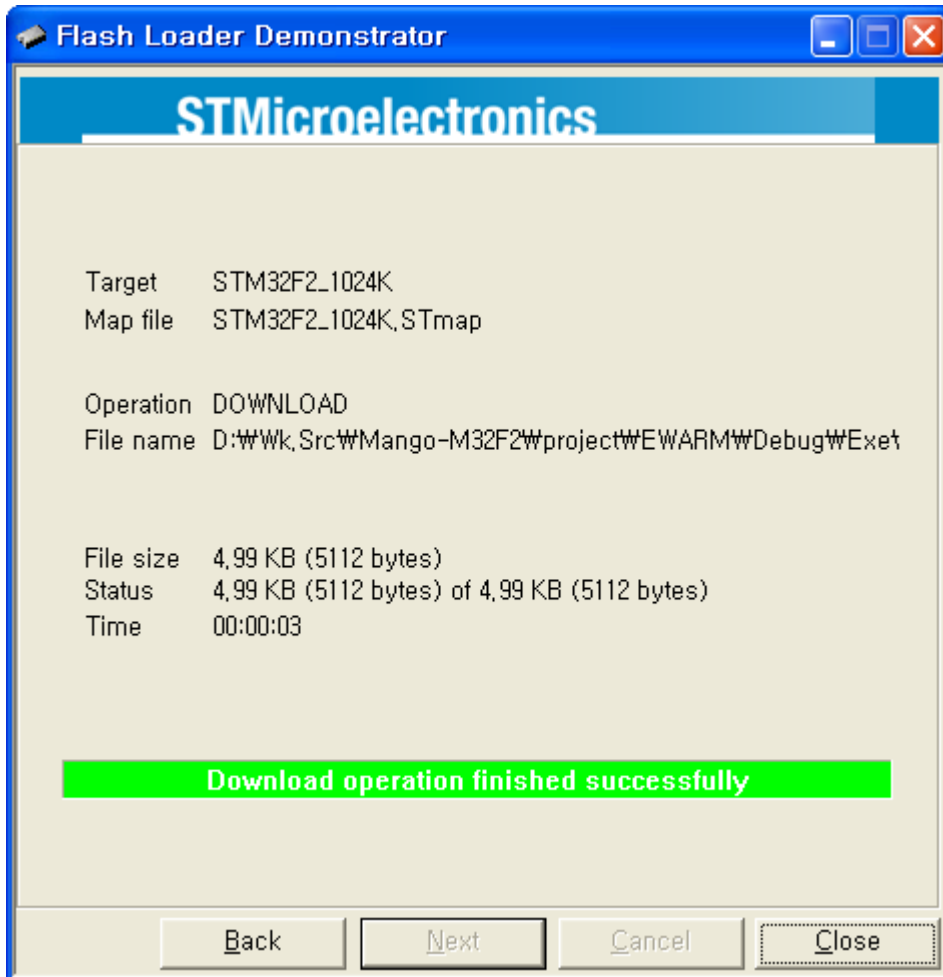 Flash Loader Demonstrator
STMicroelectronics
Target STM32F2_1024K
Map file STM32F2_1024K.STmap
Operation DOWNLOAD
File name D:₩Wk.Src₩Mango-M32F2₩project₩EWARM₩Debug₩Exe
File size 4.99 KB (5112 bytes)
Status 4.99 KB (5112 bytes) of 4.99 KB (5112 bytes)
Time 00:00:03
Download operation finished successfully
Back Next Cancel Close